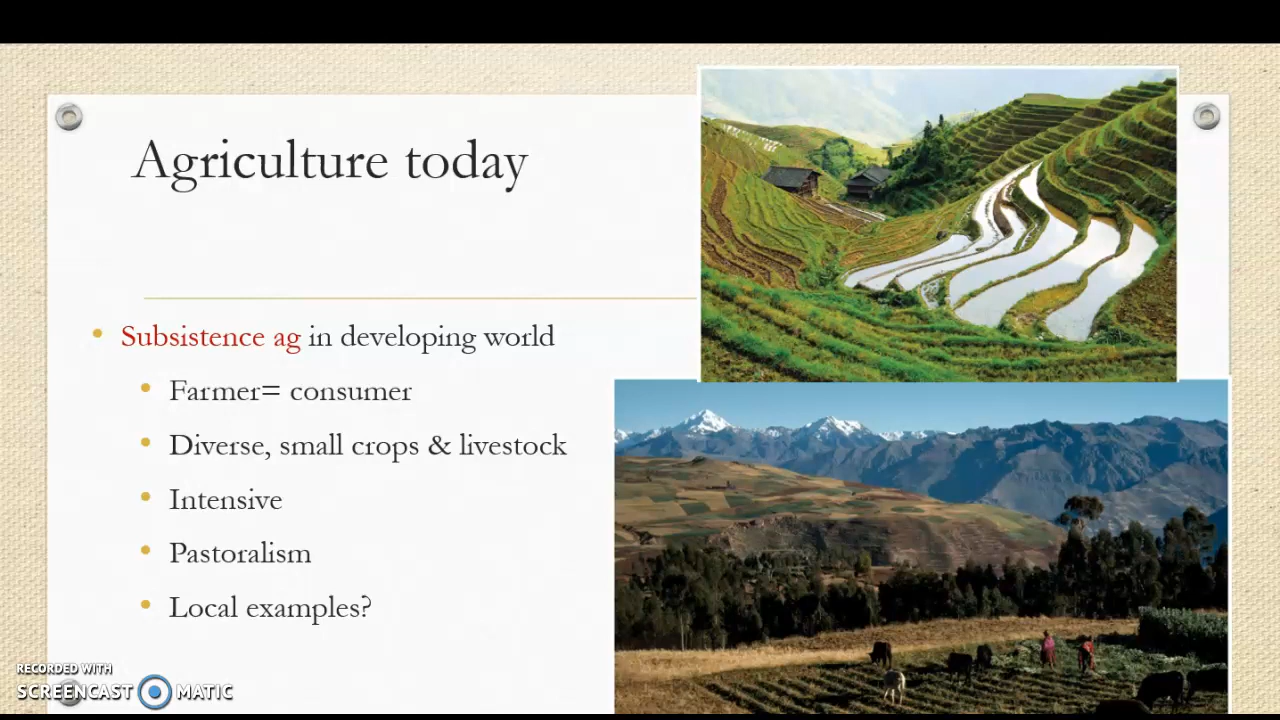 Agriculture today
Subsistence ag in developing world
Farmer= consumer
Diverse, small crops & livestock
Intensive
Pastoralism
Local examples?
RECORDED WITH
SCREENCAST MATIC